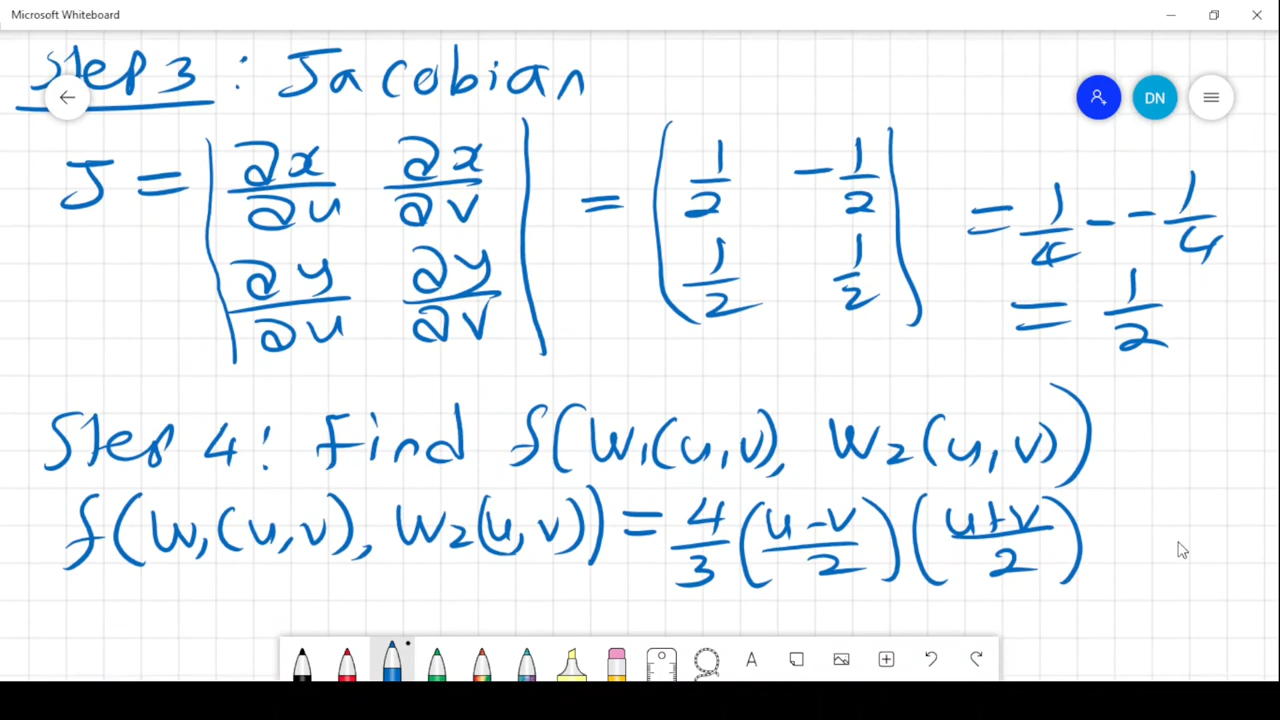 Microsoft Whiteboard
Step 3 : Jacobian
J = | ∂x/∂u ∂x/∂v ; ∂y/∂u ∂y/∂v | = ( 1/2 -1/2 ; 1/2 1/2 ) = 1/4 - - 1/4
= 1/2
DN
Step 4 : Find f(w1(u,v), w2(u,v))
f(w1(u,v), w2(u,v)) = 4/3 ((u-v)/2) ((u+v)/2)
A